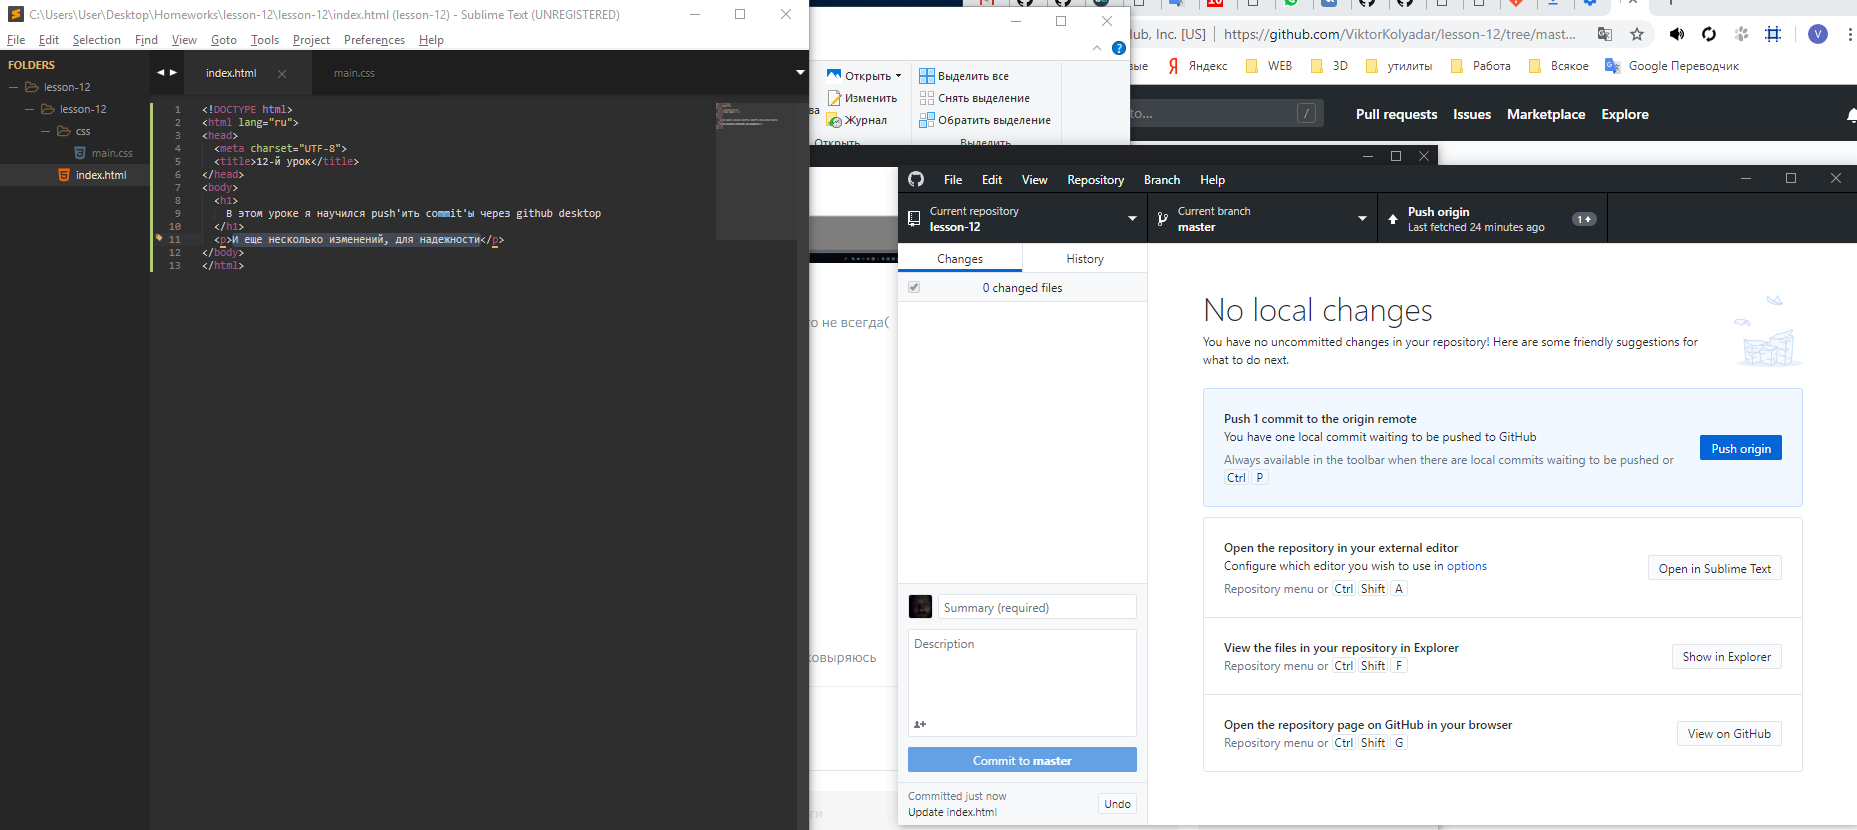 C:\Users\User\Desktop\Homeworks\lesson-12\lesson-12\index.html (lesson-12) - Sublime Text (UNREGISTERED)
File Edit Selection Find View Goto Tools Project Preferences Help
FOLDERS
lesson-12
lesson-12
css
main.css
index.html
index.html
main.css
1 <!DOCTYPE html>
2 <html lang="ru">
3 <head>
4 <meta charset="UTF-8">
5 <title>12-й урок</title>
6 </head>
7 <body>
8 <h1>
9 В этом уроке я научился push'ить commit'ы через github desktop
10 </h1>
11 <p>И еще несколько изменений, для надежности</p>
12 </body>
13 </html>
Открыть
Изменить
Журнал
Открыть
Выделить все
Снять выделение
Обратить выделение
Выделить
не всегда(
ub, Inc. [US] https://github.com/ViktorKolyadar/lesson-12/tree/mast...
V
Яндекс WEB 3D утилиты Работа Всякое Google Переводчик
to... /
Pull requests Issues Marketplace Explore
File Edit View Repository Branch Help
Current repository
lesson-12
Current branch
master
Push origin
Last fetched 24 minutes ago
1
Changes
History
0 changed files
Summary (required)
Description
Commit to master
Committed just now
Update index.html
Undo
No local changes
You have no uncommitted changes in your repository! Here are some friendly suggestions for
what to do next.
Push 1 commit to the origin remote
You have one local commit waiting to be pushed to GitHub
Always available in the toolbar when there are local commits waiting to be pushed or
Ctrl P
Push origin
Open the repository in your external editor
Configure which editor you wish to use in options
Repository menu or Ctrl Shift A
Open in Sublime Text
View the files in your repository in Explorer
Repository menu or Ctrl Shift F
Show in Explorer
Open the repository page on GitHub in your browser
Repository menu or Ctrl Shift G
View on GitHub